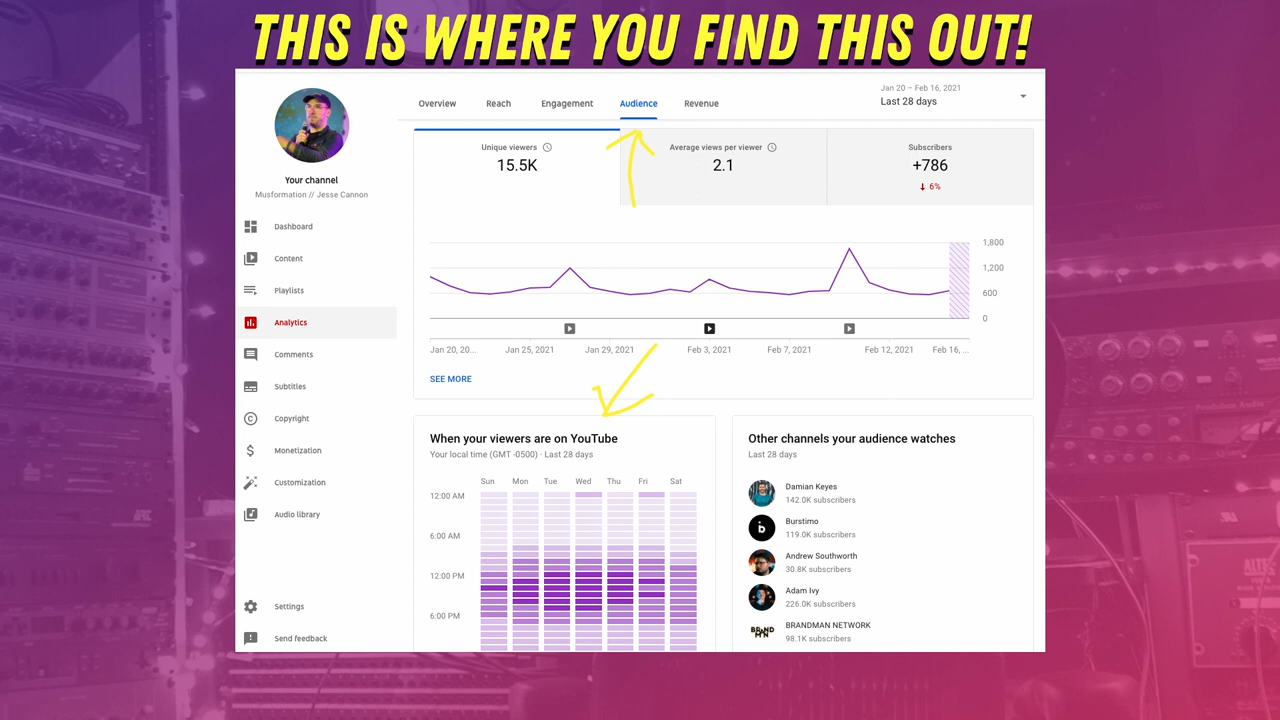 THIS IS WHERE YOU FIND THIS OUT!
Your channel
Musformation // Jesse Cannon
Dashboard
Content
Playlists
Analytics
Comments
Subtitles
Copyright
Monetization
Customization
Audio library
Settings
Send feedback
Overview Reach Engagement Audience Revenue
Jan 20 – Feb 16, 2021
Last 28 days
Unique viewers
15.5K
Average views per viewer
2.1
Subscribers
+786
6%
1,800
1,200
600
0
Jan 20, 20... Jan 25, 2021 Jan 29, 2021 Feb 3, 2021 Feb 7, 2021 Feb 12, 2021 Feb 16, ...
SEE MORE
When your viewers are on YouTube
Your local time (GMT -0500) · Last 28 days
Sun Mon Tue Wed Thu Fri Sat
12:00 AM
6:00 AM
12:00 PM
6:00 PM
Other channels your audience watches
Last 28 days
Damian Keyes
142.0K subscribers
Burstimo
119.0K subscribers
Andrew Southworth
30.8K subscribers
Adam Ivy
226.0K subscribers
BRANDMAN NETWORK
98.1K subscribers